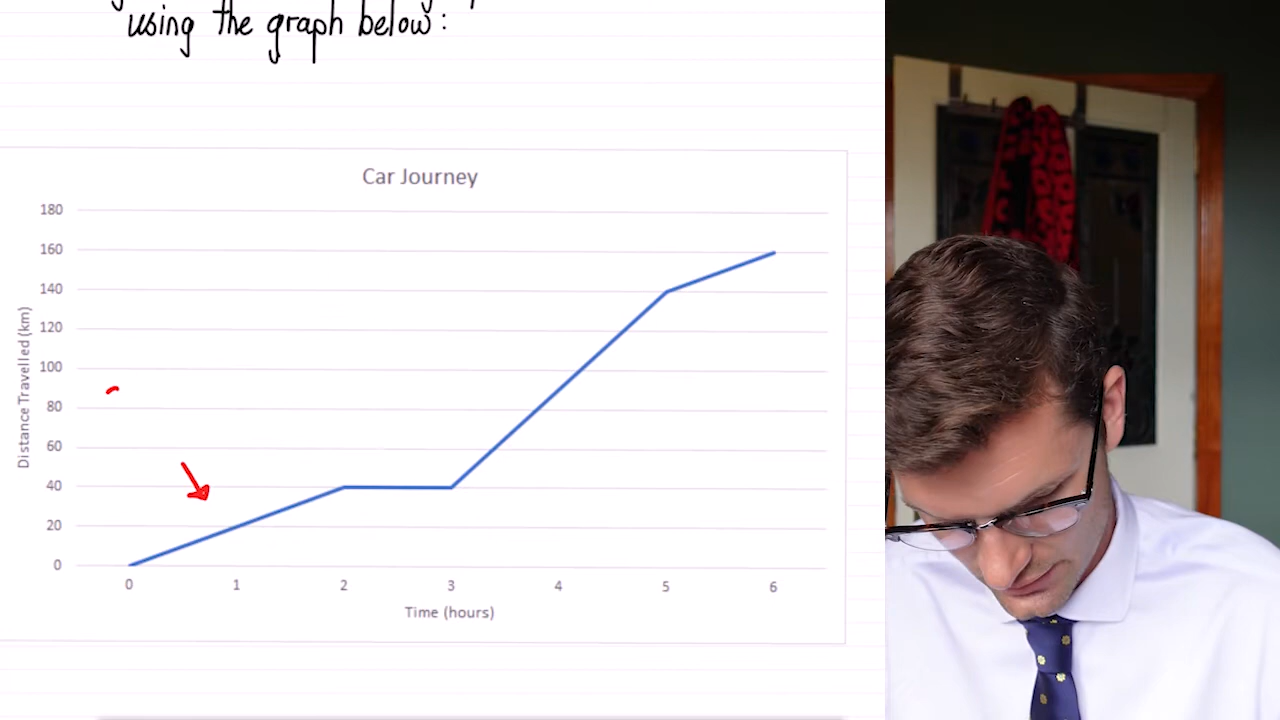 using the graph below:
Car Journey
180
160
140
120
100
80
60
40
20
0
Distance Travelled (km)
0 1 2 3 4 5 6
Time (hours)